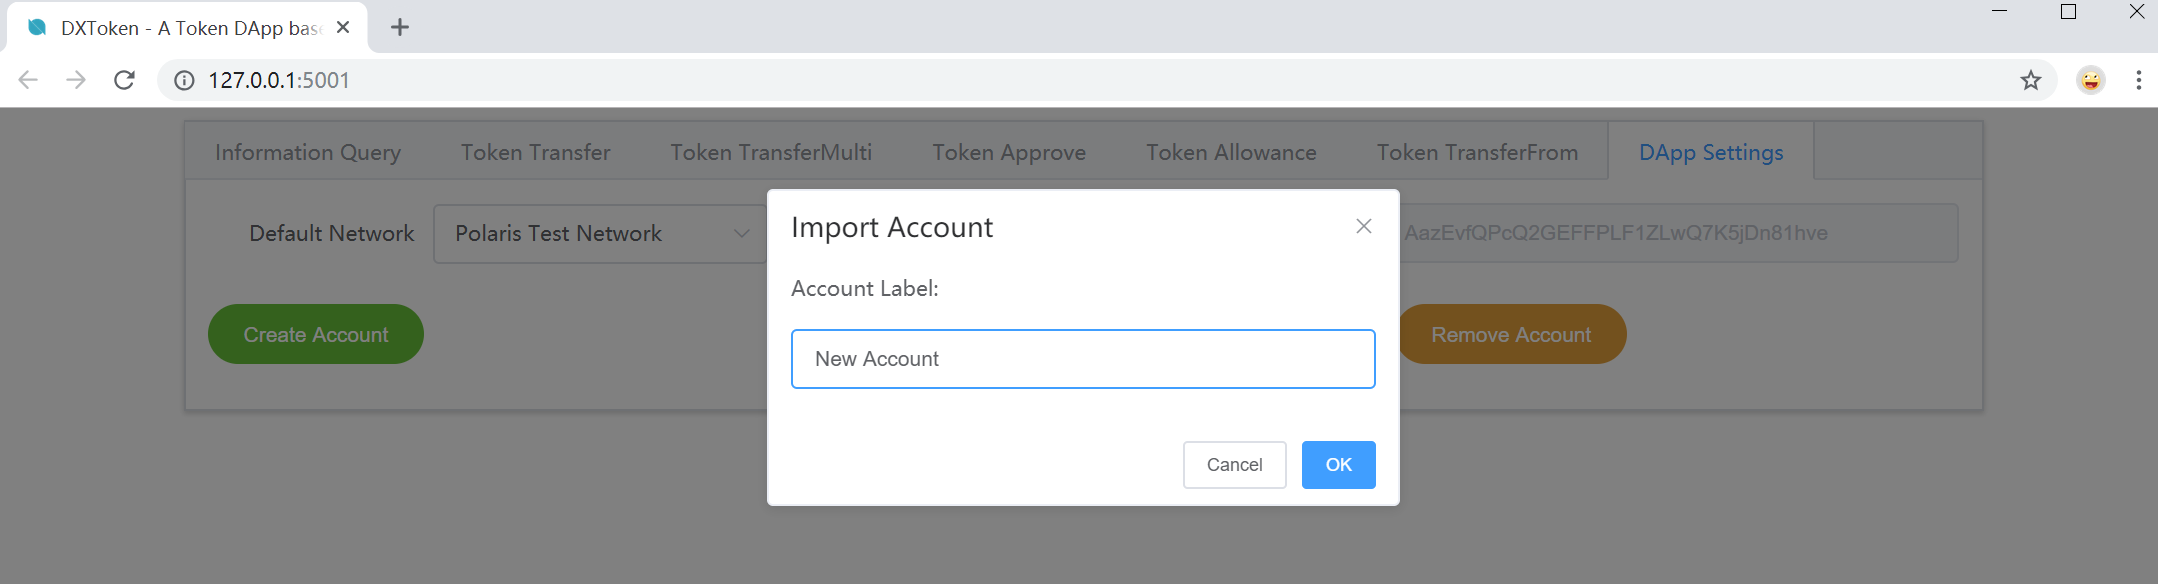 DXToken - A Token DApp bas
127.0.0.1:5001
Information Query Token Transfer Token TransferMulti Token Approve Token Allowance Token TransferFrom DApp Settings
Import Account
Default Network Polaris Test Network AazEvfQPcQ2GEFFPLF1ZLwQ7K5jDn81hve
Account Label:
Create Account Remove Account
New Account
Cancel OK